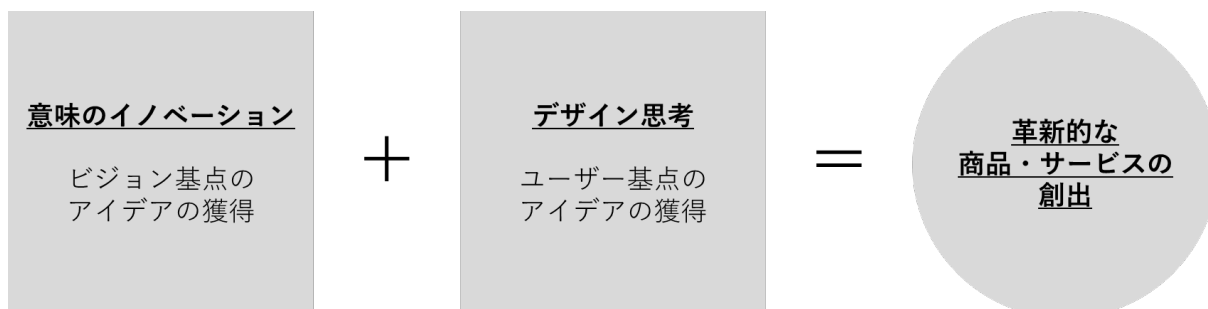 意味のイノベーション
ビジョン基点の
アイデアの獲得
+
デザイン思考
ユーザー基点の
アイデアの獲得
=
革新的な
商品・サービスの
創出